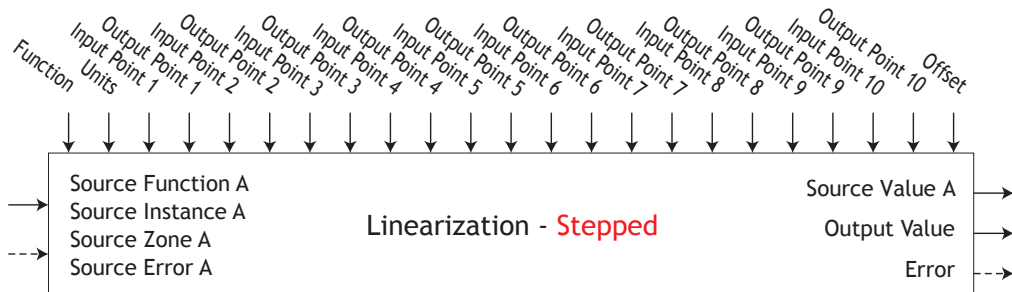 Function
Units
Input Point 1
Output Point 1
Input Point 2
Output Point 2
Input Point 3
Output Point 3
Input Point 4
Output Point 4
Input Point 5
Output Point 5
Input Point 6
Output Point 6
Input Point 7
Output Point 7
Input Point 8
Output Point 8
Input Point 9
Output Point 9
Input Point 10
Output Point 10
Offset
Source Function A
Source Instance A
Source Zone A
Source Error A
Linearization - Stepped
Source Value A
Output Value
Error